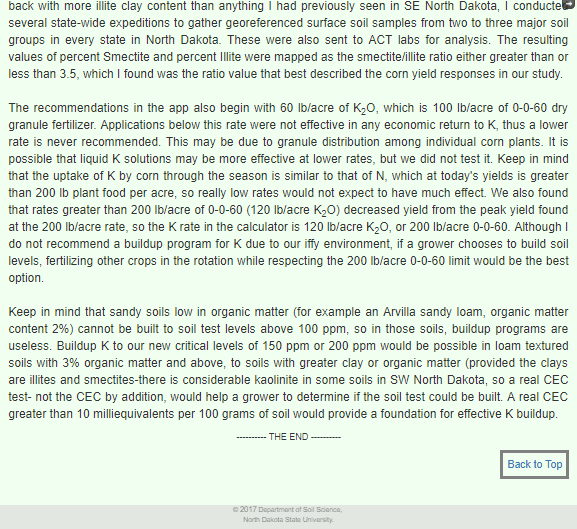 back with more illite clay content than anything I had previously seen in SE North Dakota, I conducted
several state-wide expeditions to gather georeferenced surface soil samples from two to three major soil
groups in every state in North Dakota. These were also sent to ACT labs for analysis. The resulting
values of percent Smectite and percent Illite were mapped as the smectite/illite ratio either greater than or
less than 3.5, which I found was the ratio value that best described the corn yield responses in our study.
The recommendations in the app also begin with 60 lb/acre of K₂O, which is 100 lb/acre of 0-0-60 dry
granule fertilizer. Applications below this rate were not effective in any economic return to K, thus a lower
rate is never recommended. This may be due to granule distribution among individual corn plants. It is
possible that liquid K solutions may be more effective at lower rates, but we did not test it. Keep in mind
that the uptake of K by corn through the season is similar to that of N, which at today's yields is greater
than 200 lb plant food per acre, so really low rates would not expect to have much effect. We also found
that rates greater than 200 lb/acre of 0-0-60 (120 lb/acre K₂O) decreased yield from the peak yield found
at the 200 lb/acre rate, so the K rate in the calculator is 120 lb/acre K₂O, or 200 lb/acre 0-0-60. Although I
do not recommend a buildup program for K due to our iffy environment, if a grower chooses to build soil
levels, fertilizing other crops in the rotation while respecting the 200 lb/acre 0-0-60 limit would be the best
option.
Keep in mind that sandy soils low in organic matter (for example an Arvilla sandy loam, organic matter
content 2%) cannot be built to soil test levels above 100 ppm, so in those soils, buildup programs are
useless. Buildup K to our new critical levels of 150 ppm or 200 ppm would be possible in loam textured
soils with 3% organic matter and above, to soils with greater clay or organic matter (provided the clays
are illites and smectites-there is considerable kaolinite in some soils in SW North Dakota, so a real CEC
test- not the CEC by addition, would help a grower to determine if the soil test could be built. A real CEC
greater than 10 milliequivalents per 100 grams of soil would provide a foundation for effective K buildup.
---------- THE END ----------
Back to Top
© 2017 Department of Soil Science,
North Dakota State University.